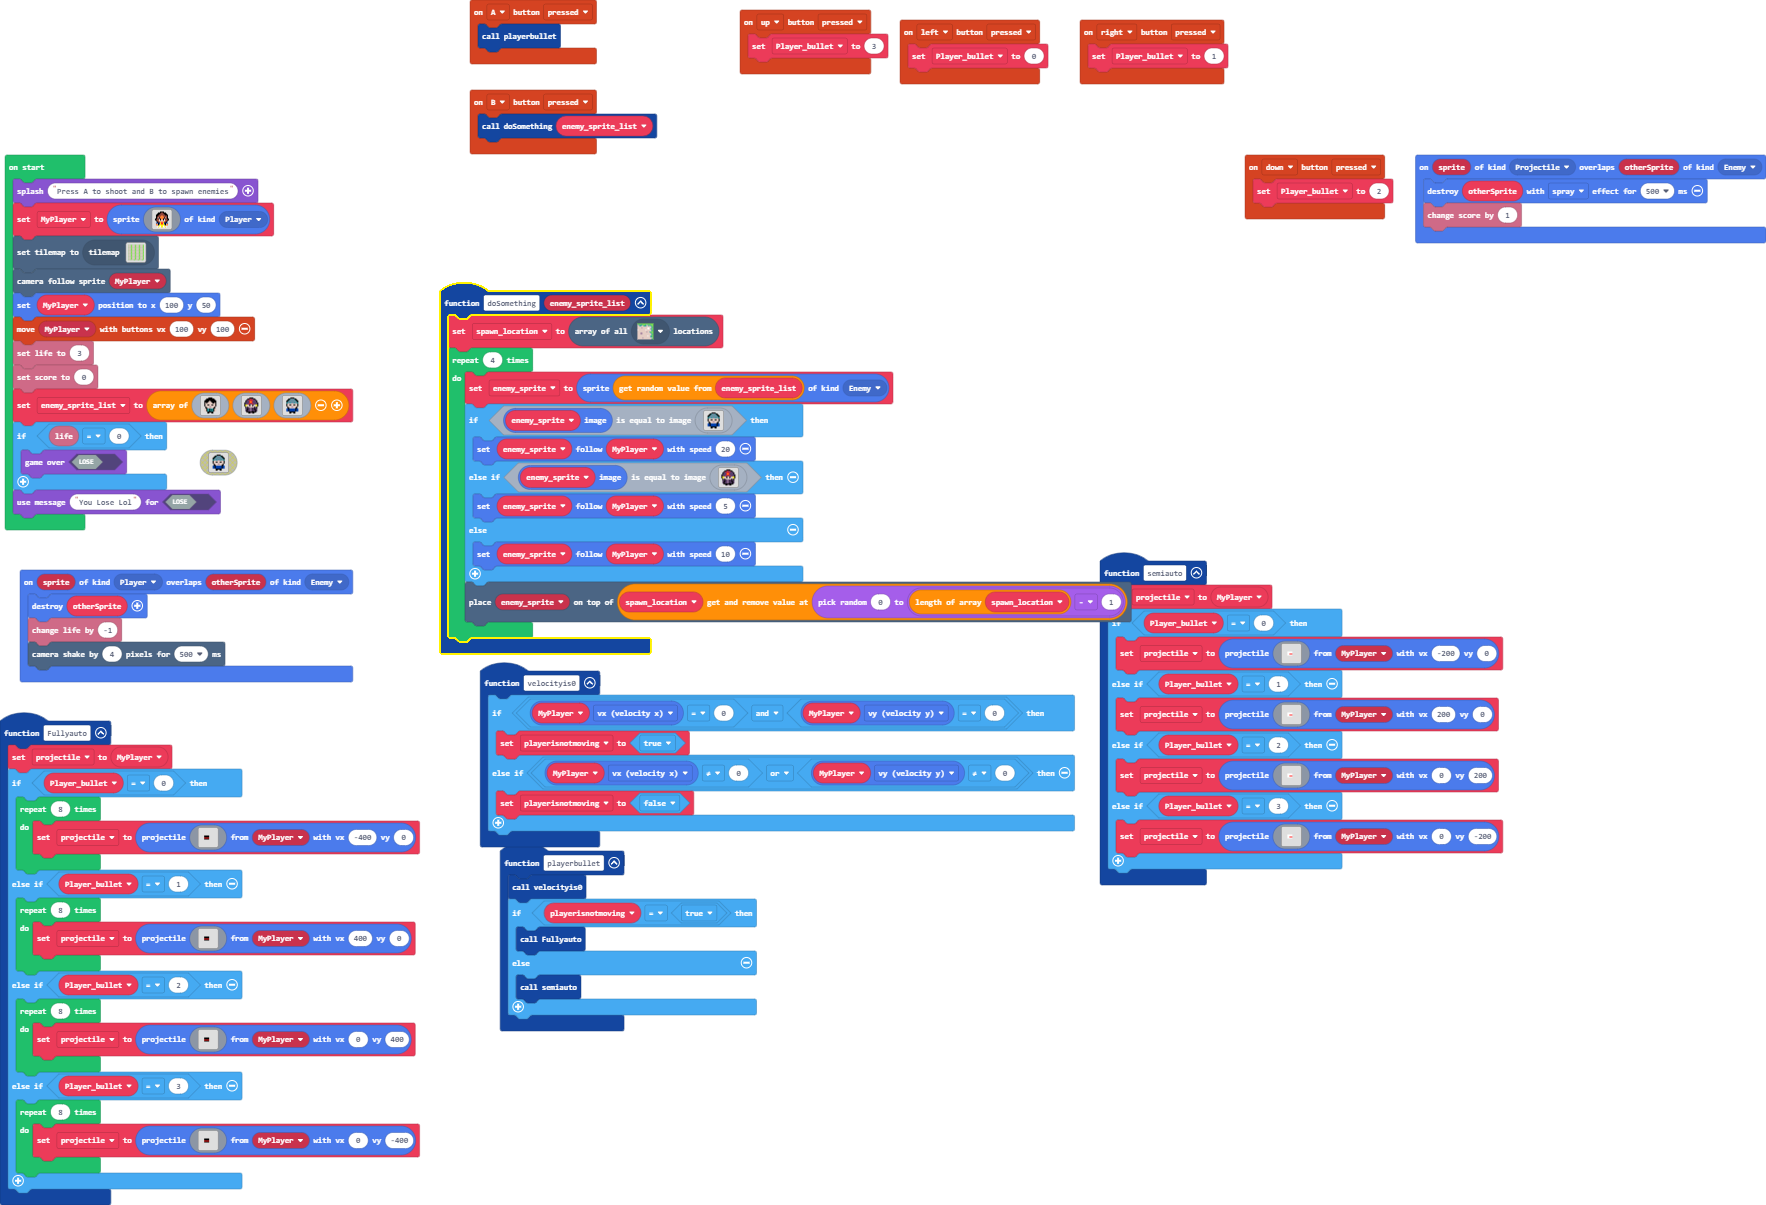 on A button pressed
call playerbullet
on B button pressed
call doSomething enemy_sprite_list
on up button pressed
set Player_bullet to 3
on left button pressed
set Player_bullet to 0
on right button pressed
set Player_bullet to 1
on down button pressed
set Player_bullet to 2
on sprite of kind Projectile overlaps otherSprite of kind Enemy
destroy otherSprite with spray effect for 500 ms
change score by 1
on start
splash "Press A to shoot and B to spawn enemies"
set MyPlayer to sprite of kind Player
set tilemap to tilemap
camera follow sprite MyPlayer
set MyPlayer position to x 100 y 50
move MyPlayer with buttons vx 100 vy 100
set life to 3
set score to 0
set enemy_sprite_list to array of
if life = 0 then
game over LOSE
use message "You Lose Lol" for LOSE
function doSomething enemy_sprite_list
set spawn_location to array of all locations
repeat 4 times
do
set enemy_sprite to sprite get random value from enemy_sprite_list of kind Enemy
if enemy_sprite image is equal to image then
set enemy_sprite follow MyPlayer with speed 20
else if enemy_sprite image is equal to image then
set enemy_sprite follow MyPlayer with speed 5
else
set enemy_sprite follow MyPlayer with speed 10
place enemy_sprite on top of spawn_location get and remove value at pick random 0 to length of array spawn_location - 1
on sprite of kind Player overlaps otherSprite of kind Enemy
destroy otherSprite
change life by -1
camera shake by 4 pixels for 500 ms
function semiauto
projectile to MyPlayer
if Player_bullet = 0 then
set projectile to projectile from MyPlayer with vx -200 vy 0
else if Player_bullet = 1 then
set projectile to projectile from MyPlayer with vx 200 vy 0
else if Player_bullet = 2 then
set projectile to projectile from MyPlayer with vx 0 vy 200
else if Player_bullet = 3 then
set projectile to projectile from MyPlayer with vx 0 vy -200
function velocityis0
if MyPlayer vx (velocity x) = 0 and MyPlayer vy (velocity y) = 0 then
set playerisnotmoving to true
else if MyPlayer vx (velocity x) ≠ 0 or MyPlayer vy (velocity y) ≠ 0 then
set playerisnotmoving to false
function playerbullet
call velocityis0
if playerisnotmoving = true then
call Fullyauto
else
call semiauto
function Fullyauto
set projectile to MyPlayer
if Player_bullet = 0 then
repeat 8 times
do
set projectile to projectile from MyPlayer with vx -400 vy 0
else if Player_bullet = 1 then
repeat 8 times
do
set projectile to projectile from MyPlayer with vx 400 vy 0
else if Player_bullet = 2 then
repeat 8 times
do
set projectile to projectile from MyPlayer with vx 0 vy 400
else if Player_bullet = 3 then
repeat 8 times
do
set projectile to projectile from MyPlayer with vx 0 vy -400